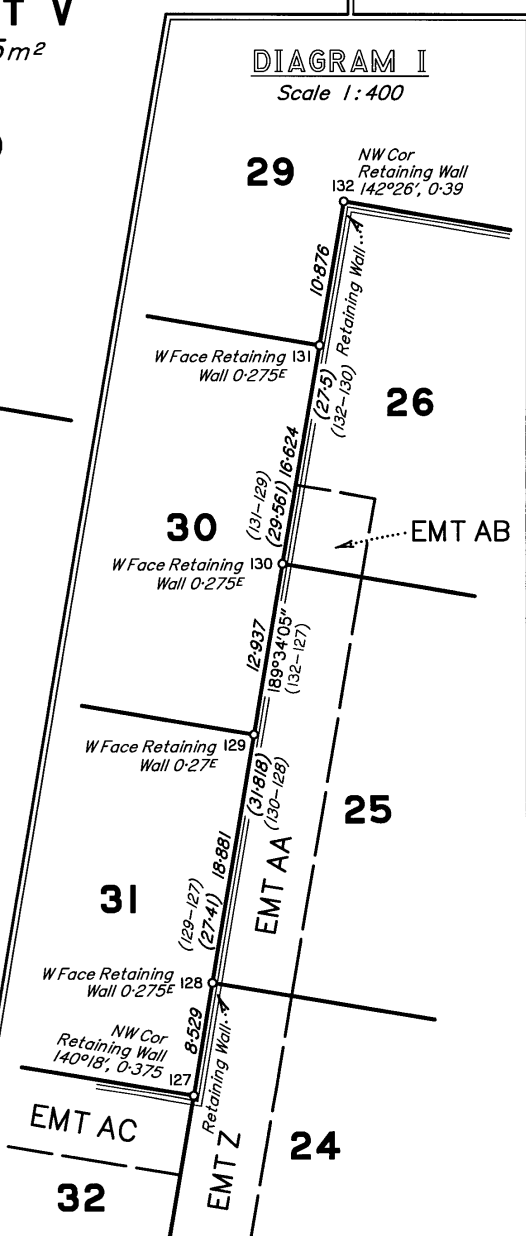 T V
5m²
DIAGRAM I
Scale 1:400
29
NW Cor
Retaining Wall
142°26', 0·39
132
10·876
Retaining Wall
W Face Retaining
Wall 0·275E
131
(27·5)
(132–130)
26
16·624
(131–129)
(29·561)
30
EMT AB
W Face Retaining
Wall 0·275E
130
12·937
189°34'05"
(132–127)
W Face Retaining
Wall 0·27E
129
(31·818)
(130–128)
25
18·881
EMT AA
31
(129–127)
(27·41)
W Face Retaining
Wall 0·275E
128
NW Cor
Retaining Wall
140°18', 0·375
127
8·529
Retaining Wall
EMT AC
EMT Z
24
32